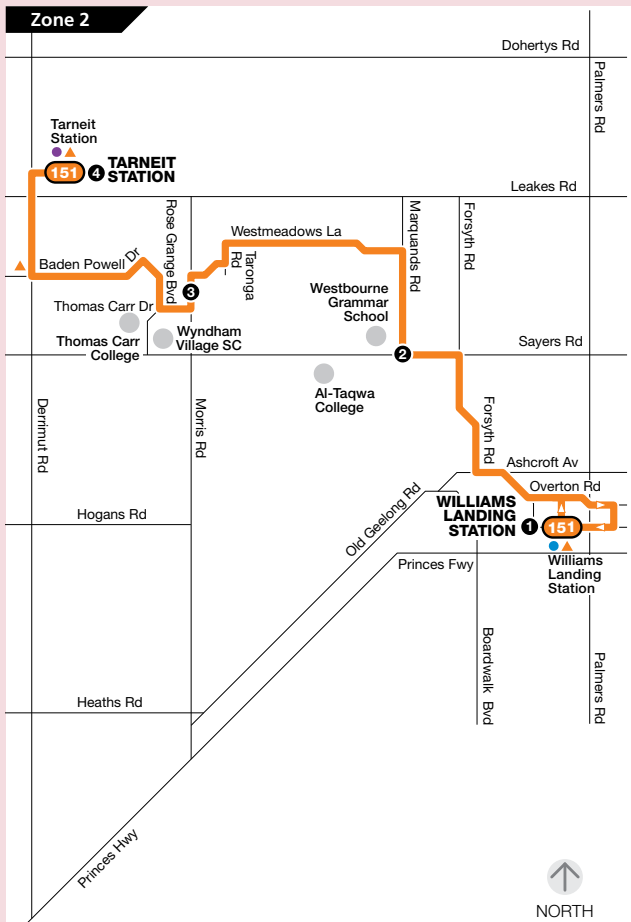 Zone 2
Dohertys Rd
Palmers Rd
Tarneit
Station
151
4
TARNEIT
STATION
Leakes Rd
Rose Grange Bvd
Westmeadows La
Taronga
Rd
Marquands Rd
Forsyth Rd
Baden Powell Dr
3
Thomas Carr Dr
Westbourne
Grammar
School
Thomas Carr
College
Wyndham
Village SC
2
Sayers Rd
Al-Taqwa
College
Derrimut Rd
Morris Rd
Forsyth Rd
Ashcroft Av
Overton Rd
WILLIAMS
LANDING
STATION
1
151
Hogans Rd
Old Geelong Rd
Princes Fwy
Williams
Landing
Station
Boardwalk Bvd
Palmers Rd
Heaths Rd
Princes Hwy
NORTH